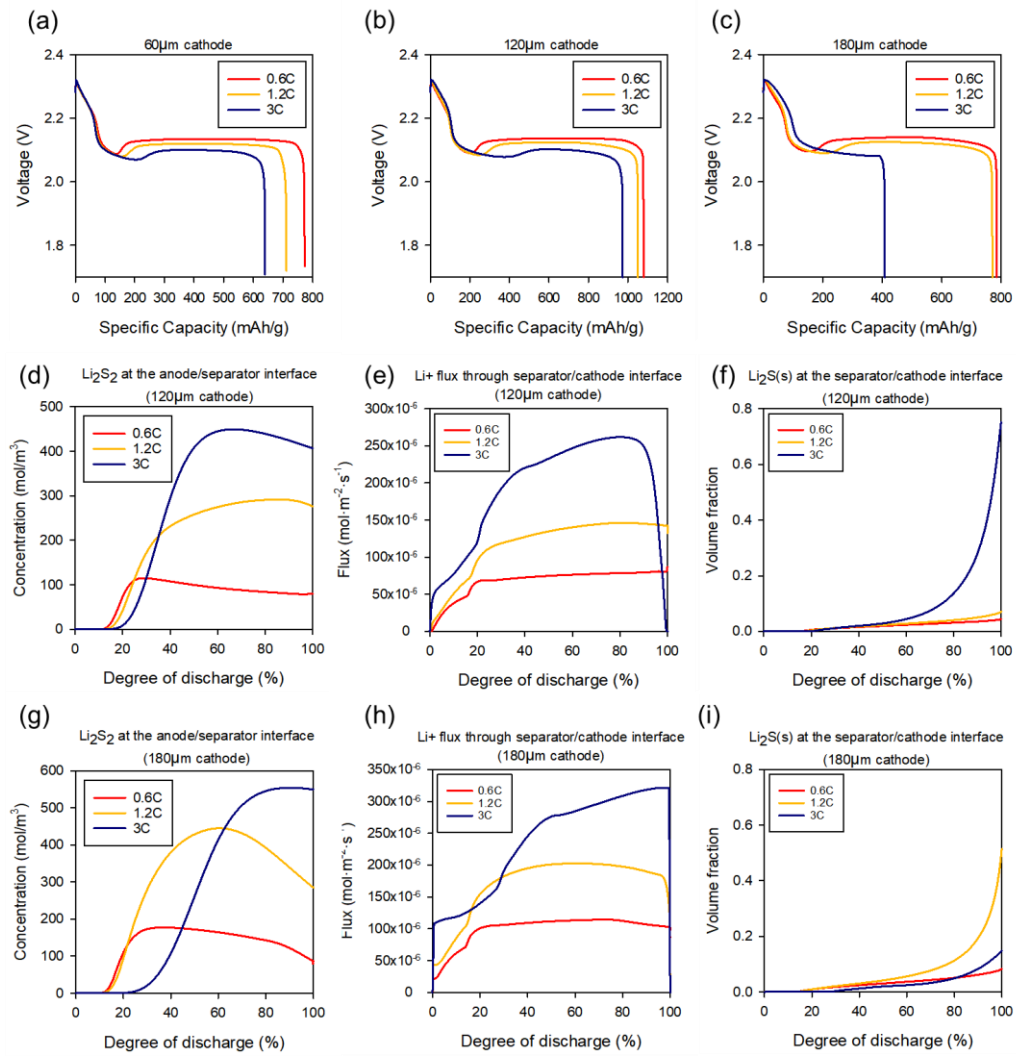 (a)
60μm cathode
2.4
2.2
2.0
1.8
Voltage (V)
0.6C
1.2C
3C
0 100 200 300 400 500 600 700 800
Specific Capacity (mAh/g)
(b)
120μm cathode
2.4
2.2
2.0
1.8
Voltage (V)
0.6C
1.2C
3C
0 200 400 600 800 1000 1200
Specific Capacity (mAh/g)
(c)
180μm cathode
2.4
2.2
2.0
1.8
Voltage (V)
0.6C
1.2C
3C
0 200 400 600 800
Specific Capacity (mAh/g)
(d)
Li₂S₂ at the anode/separator interface
(120μm cathode)
500
400
300
200
100
0
Concentration (mol/m³)
0.6C
1.2C
3C
0 20 40 60 80 100
Degree of discharge (%)
(e)
Li+ flux through separator/cathode interface
(120μm cathode)
300x10⁻⁶
250x10⁻⁶
200x10⁻⁶
150x10⁻⁶
100x10⁻⁶
50x10⁻⁶
0
Flux (mol·m⁻²·s⁻¹)
0.6C
1.2C
3C
0 20 40 60 80 100
Degree of discharge (%)
(f)
Li₂S(s) at the separator/cathode interface
(120μm cathode)
0.8
0.6
0.4
0.2
0.0
Volume fraction
0.6C
1.2C
3C
0 20 40 60 80 100
Degree of discharge (%)
(g)
Li₂S₂ at the anode/separator interface
(180μm cathode)
600
500
400
300
200
100
0
Concentration (mol/m³)
0.6C
1.2C
3C
0 20 40 60 80 100
Degree of discharge (%)
(h)
Li+ flux through separator/cathode interface
(180μm cathode)
350x10⁻⁶
300x10⁻⁶
250x10⁻⁶
200x10⁻⁶
150x10⁻⁶
100x10⁻⁶
50x10⁻⁶
0
Flux (mol·m⁻²·s⁻¹)
0.6C
1.2C
3C
0 20 40 60 80 100
Degree of discharge (%)
(i)
Li₂S(s) at the separator/cathode interface
(180μm cathode)
0.8
0.6
0.4
0.2
0.0
Volume fraction
0.6C
1.2C
3C
0 20 40 60 80 100
Degree of discharge (%)